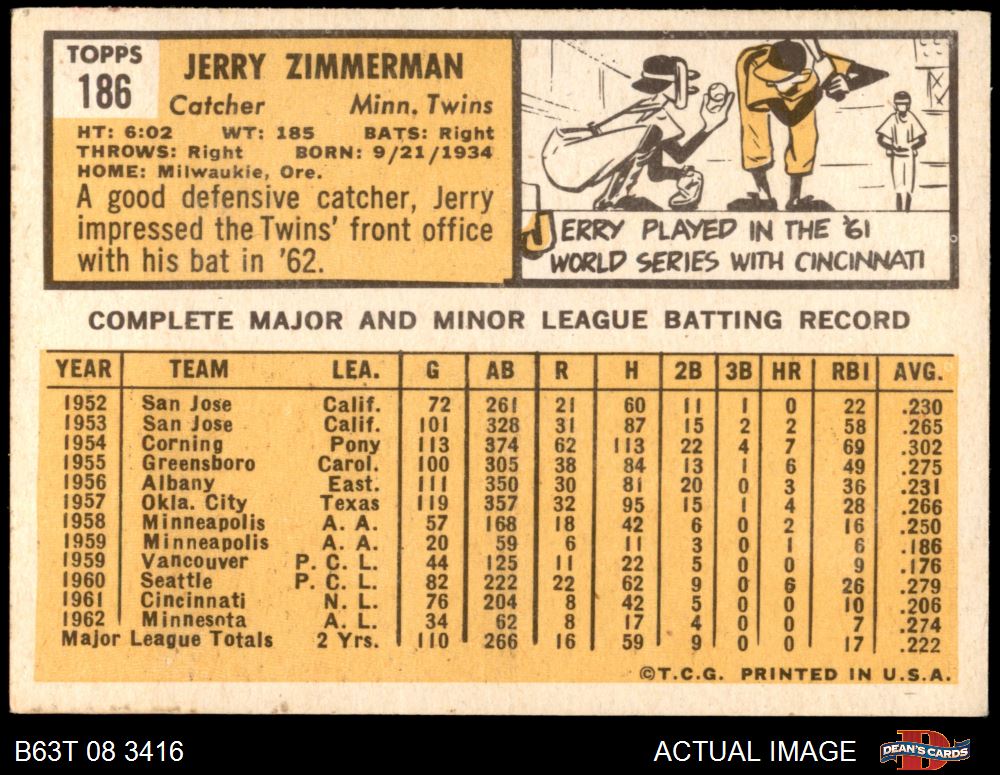 TOPPS
186
JERRY ZIMMERMAN
Catcher Minn. Twins
HT: 6:02 WT: 185 BATS: Right
THROWS: Right BORN: 9/21/1934
HOME: Milwaukie, Ore.
A good defensive catcher, Jerry
impressed the Twins' front office
with his bat in '62.
JERRY PLAYED IN THE '61
WORLD SERIES WITH CINCINNATI
COMPLETE MAJOR AND MINOR LEAGUE BATTING RECORD
YEAR TEAM LEA. G AB R H 2B 3B HR RBI AVG.
1952 San Jose Calif. 72 261 21 60 11 1 0 22 .230
1953 San Jose Calif. 101 328 31 87 15 2 2 58 .265
1954 Corning Pony 113 374 62 113 22 4 7 69 .302
1955 Greensboro Carol. 100 305 38 84 13 1 6 49 .275
1956 Albany East. 111 350 30 81 20 0 3 36 .231
1957 Okla. City Texas 119 357 32 95 15 1 4 28 .266
1958 Minneapolis A. A. 57 168 18 42 6 0 2 16 .250
1959 Minneapolis A. A. 20 59 6 11 3 0 1 6 .186
1959 Vancouver P. C. L. 44 125 11 22 5 0 0 9 .176
1960 Seattle P. C. L. 82 222 22 62 9 0 6 26 .279
1961 Cincinnati N. L. 76 204 8 42 5 0 0 10 .206
1962 Minnesota A. L. 34 62 8 17 4 0 0 7 .274
Major League Totals 2 Yrs. 110 266 16 59 9 0 0 17 .222
©T.C.G. PRINTED IN U.S.A.
B63T 08 3416 ACTUAL IMAGE D DEAN'S CARDS